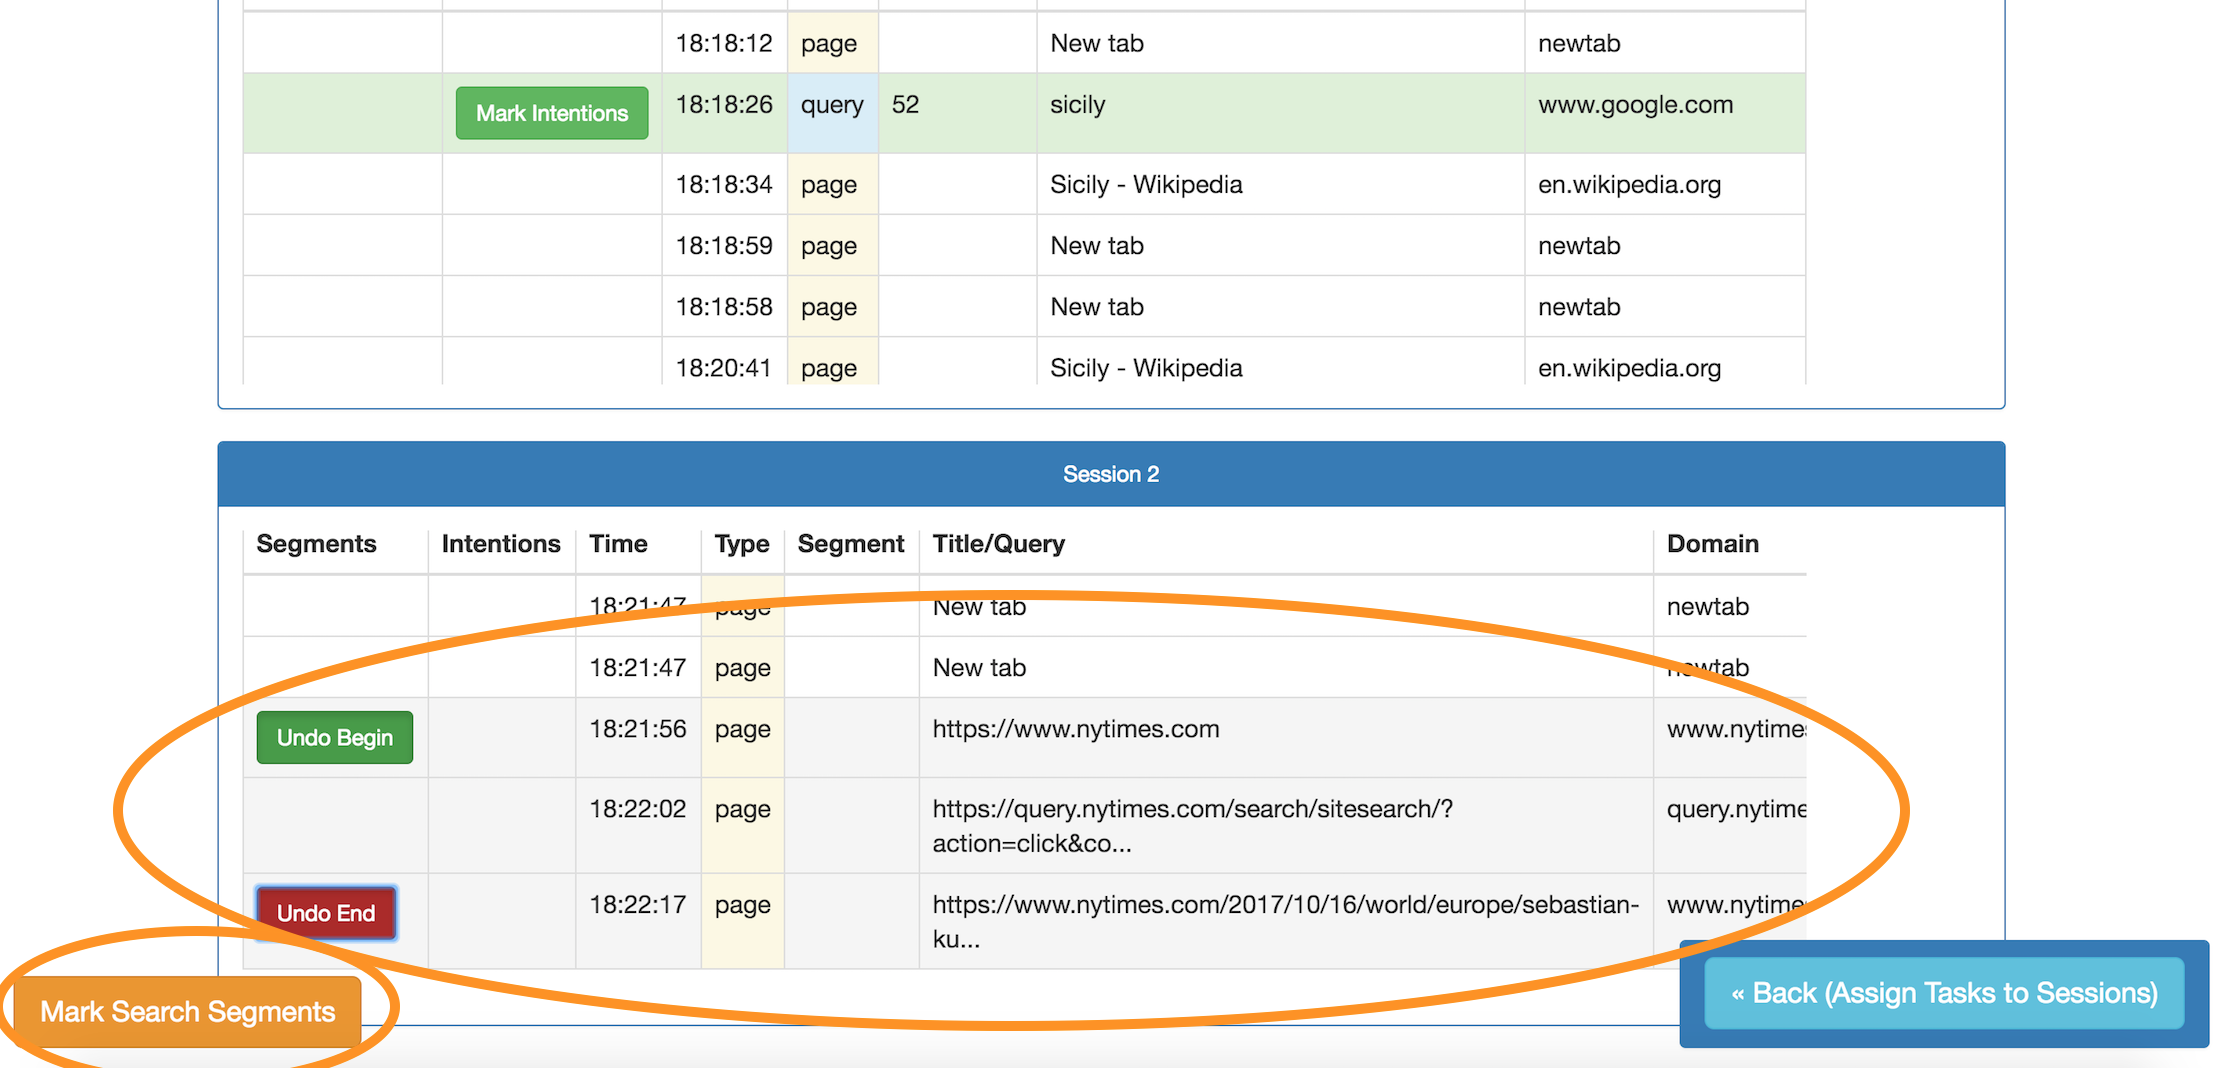 18:18:12 page New tab newtab
Mark Intentions 18:18:26 query 52 sicily www.google.com
18:18:34 page Sicily - Wikipedia en.wikipedia.org
18:18:59 page New tab newtab
18:18:58 page New tab newtab
18:20:41 page Sicily - Wikipedia en.wikipedia.org
Session 2
Segments Intentions Time Type Segment Title/Query Domain
18:21:47 page New tab newtab
18:21:47 page New tab newtab
Undo Begin 18:21:56 page https://www.nytimes.com www.nytimes
18:22:02 page https://query.nytimes.com/search/sitesearch/? query.nytime
action=click&co...
Undo End 18:22:17 page https://www.nytimes.com/2017/10/16/world/europe/sebastian- www.nytime
ku...
Mark Search Segments
« Back (Assign Tasks to Sessions)